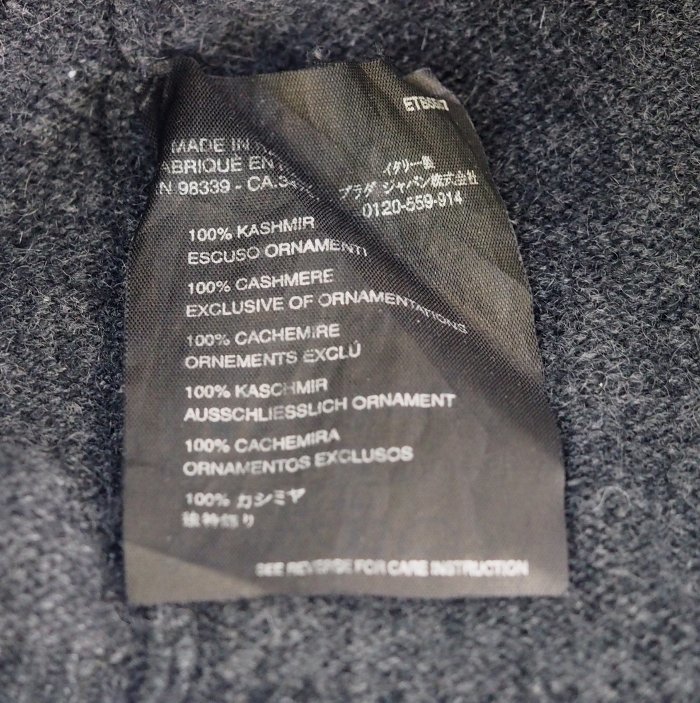 ETB
MADE IN
ABRIQUE EN
N 98339 - CA
イタリー製
プラダ ジャパン株式会社
0120-559-914
100% KASHMIR
ESCUSO ORNAMENTI
100% CASHMERE
EXCLUSIVE OF ORNAMENTATIONS
100% CACHEMIRE
ORNEMENTS EXCLÚ
100% KASCHMIR
AUSSCHLIESSLICH ORNAMENT
100% CACHEMIRA
ORNAMENTOS EXCLUSOS
100% カシミヤ
SEE REVERSE FOR CARE INSTRUCTION